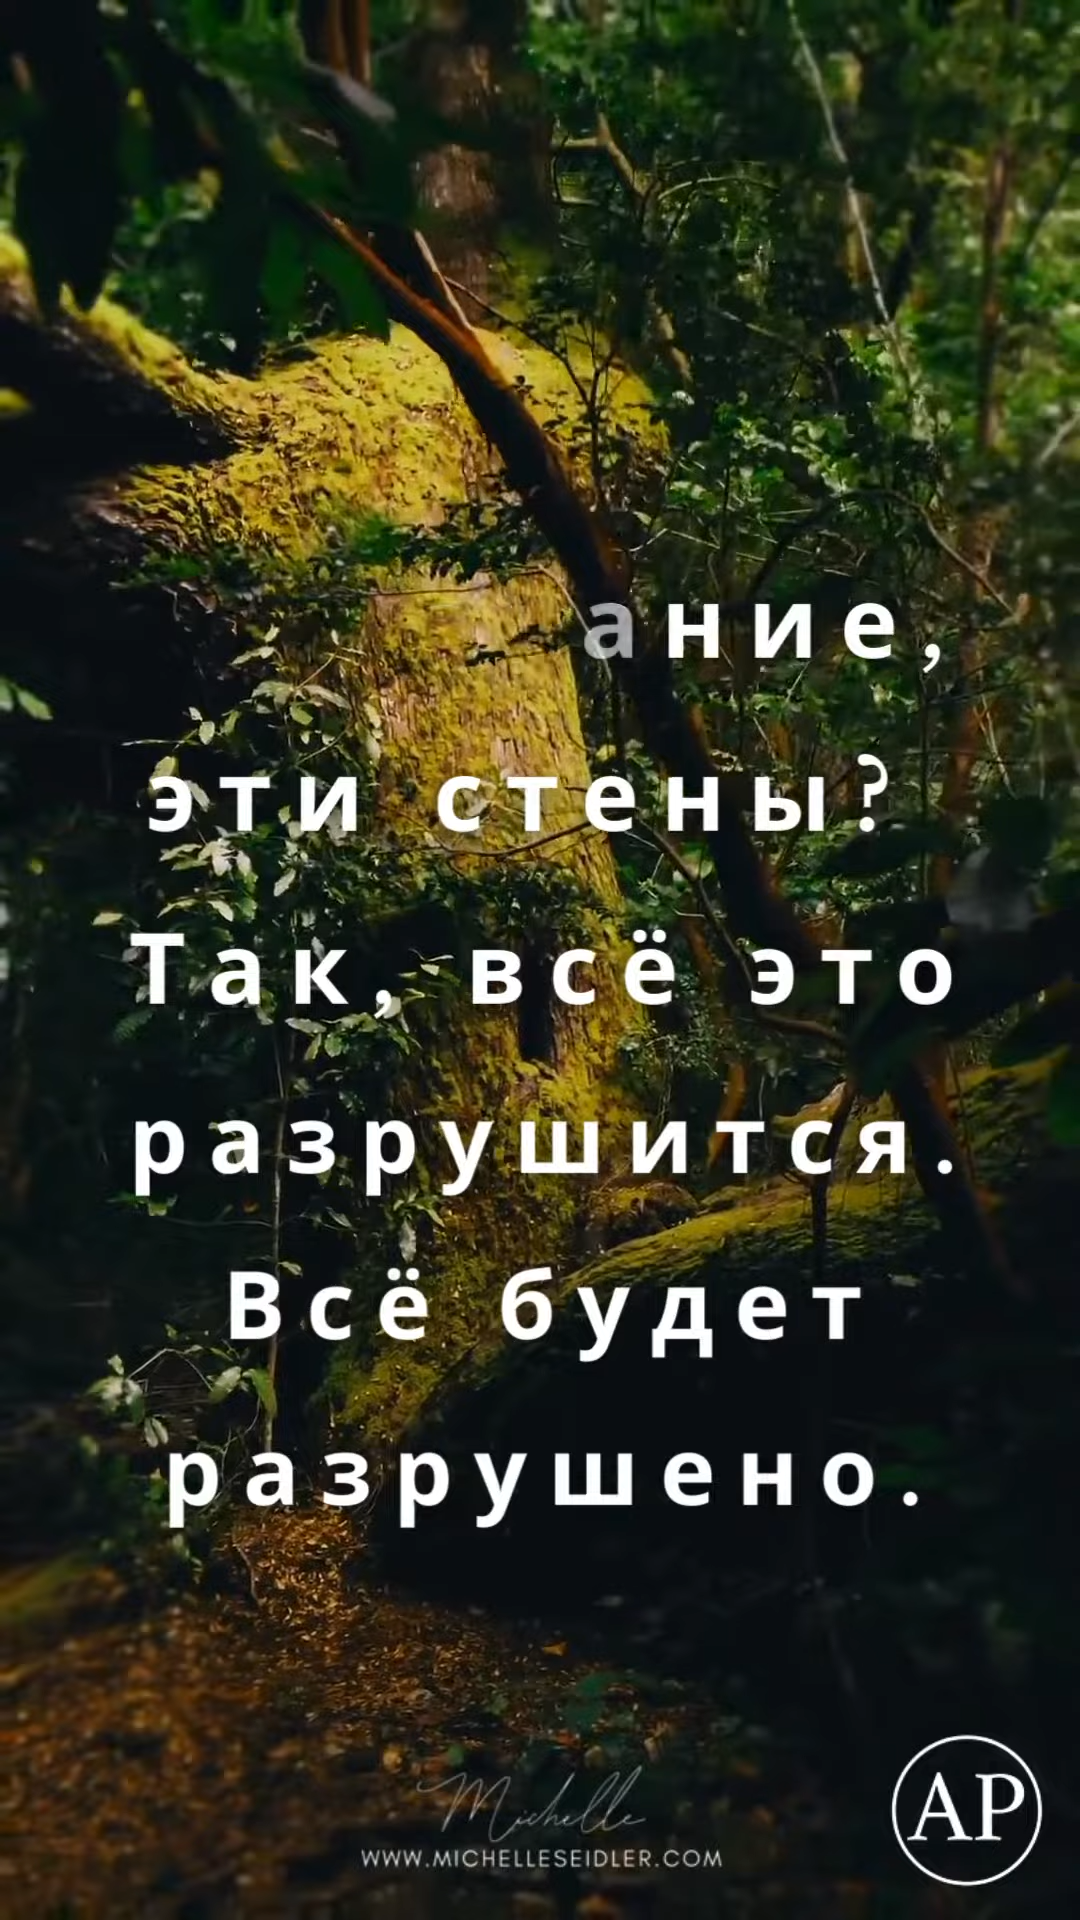 ание,
эти стены?
Так, всё это
разрушится.
Всё будет
разрушено.
Michelle
WWW.MICHELLESEIDLER.COM
AP